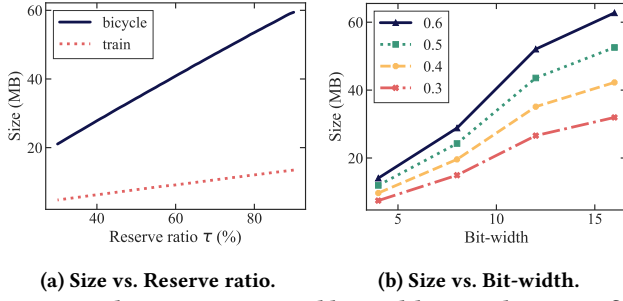 60
40
20
Size (MB)
bicycle
train
40
60
80
Reserve ratio τ (%)
60
40
20
Size (MB)
0.6
0.5
0.4
0.3
5
10
15
Bit-width
(a) Size vs. Reserve ratio.
(b) Size vs. Bit-width.